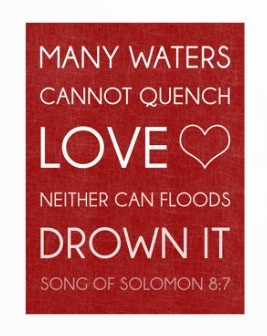 MANY WATERS
CANNOT QUENCH
LOVE
NEITHER CAN FLOODS
DROWN IT
SONG OF SOLOMON 8:7